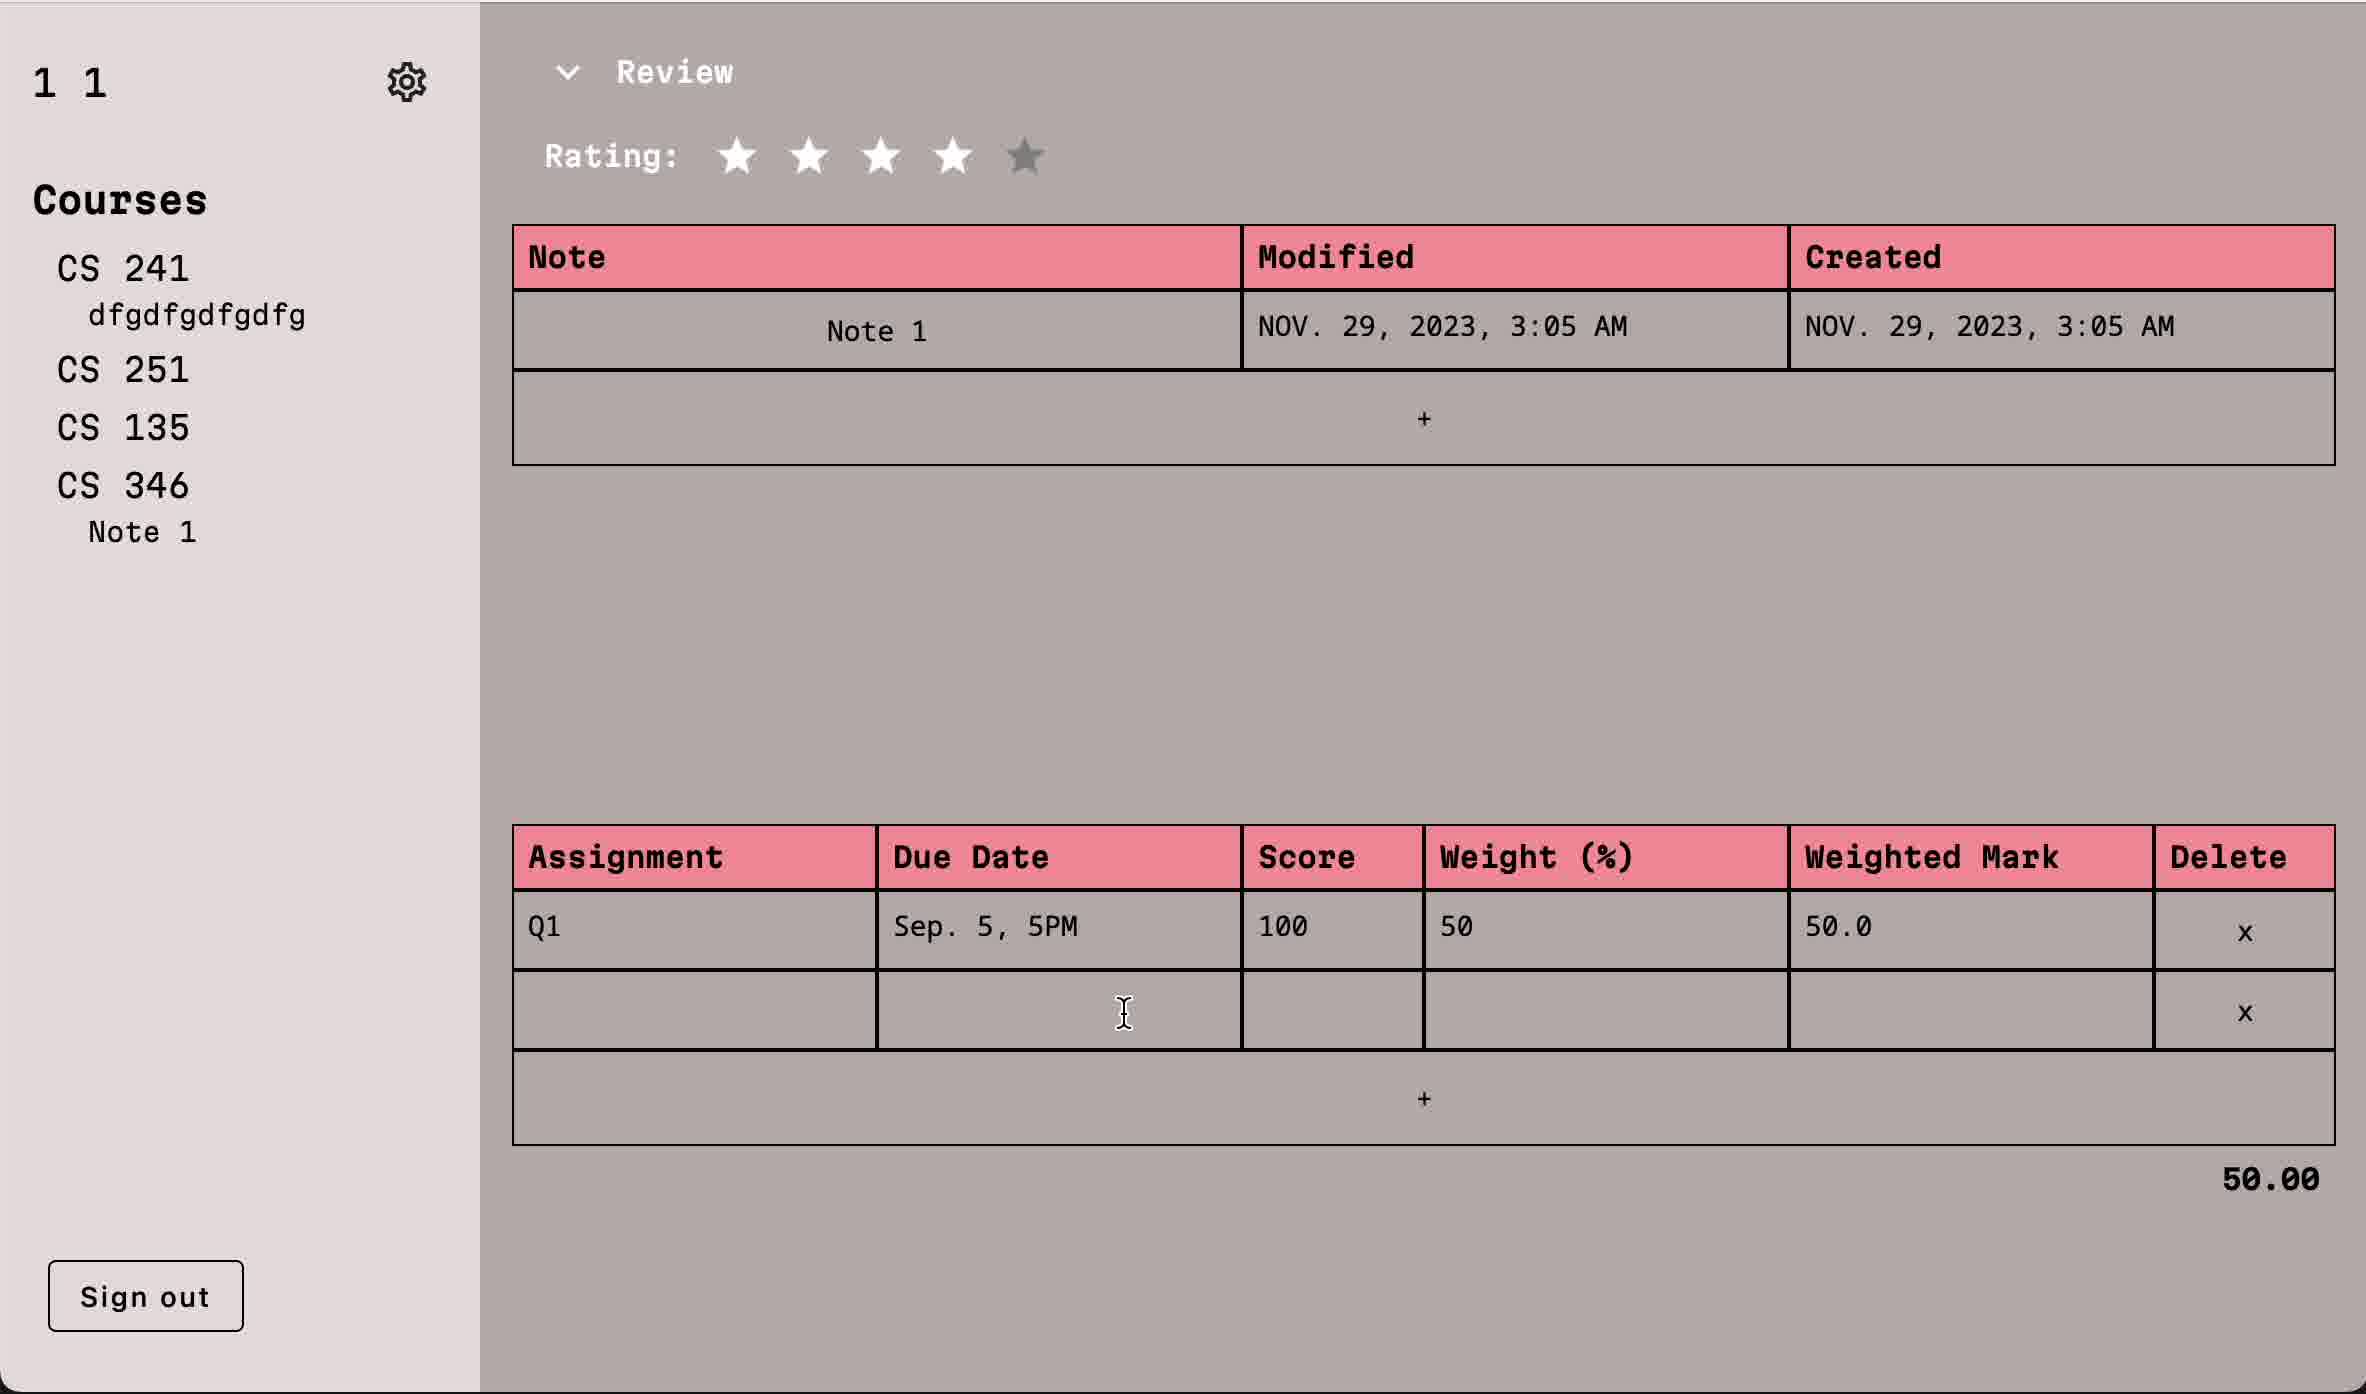 1 1
Courses
CS 241
dfgdfgdfgdfg
CS 251
CS 135
CS 346
Note 1
Sign out
Review
Rating:
Note Modified Created
Note 1 NOV. 29, 2023, 3:05 AM NOV. 29, 2023, 3:05 AM
+
Assignment Due Date Score Weight (%) Weighted Mark Delete
Q1 Sep. 5, 5PM 100 50 50.0 x
x
+
50.00